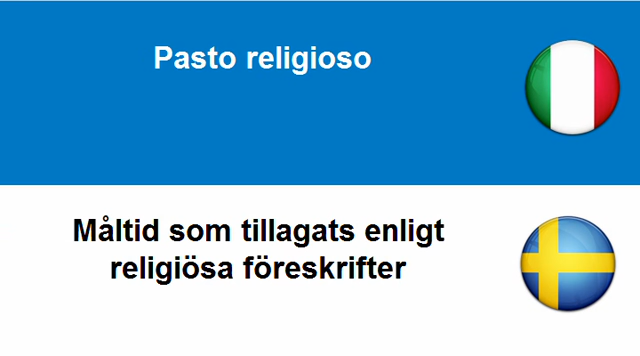 Pasto religioso
Måltid som tillagats enligt
religiösa föreskrifter